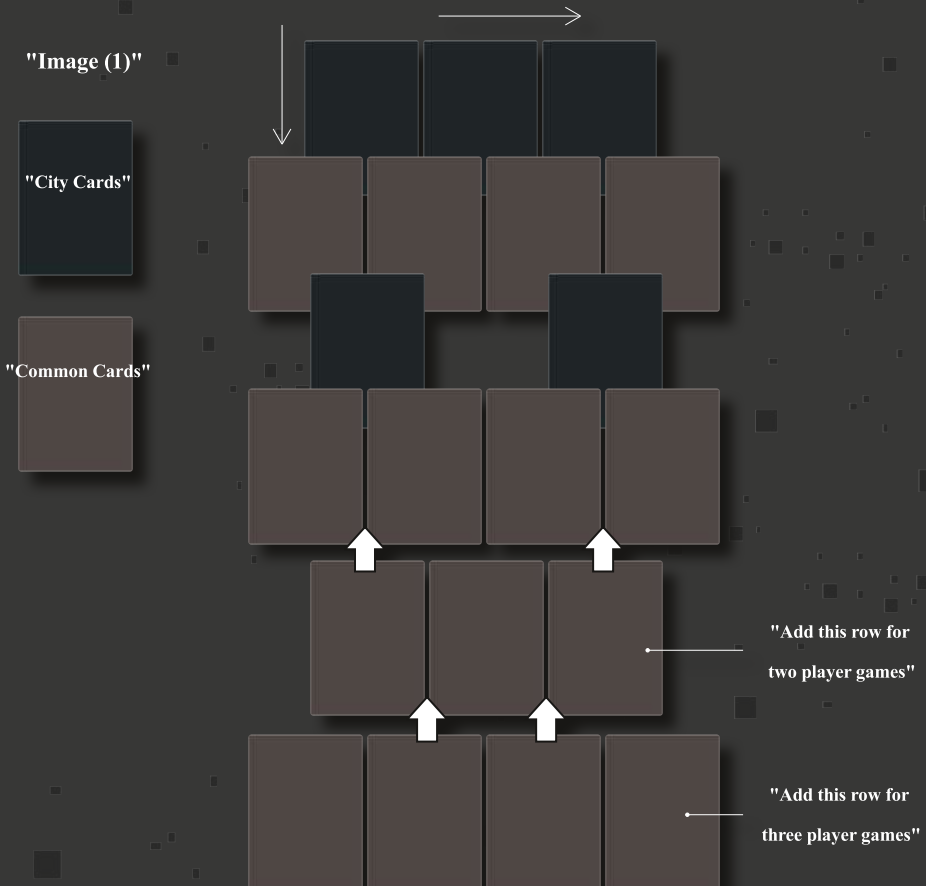 "Image (1)"
"City Cards"
"Common Cards"
"Add this row for
two player games"
"Add this row for
three player games"